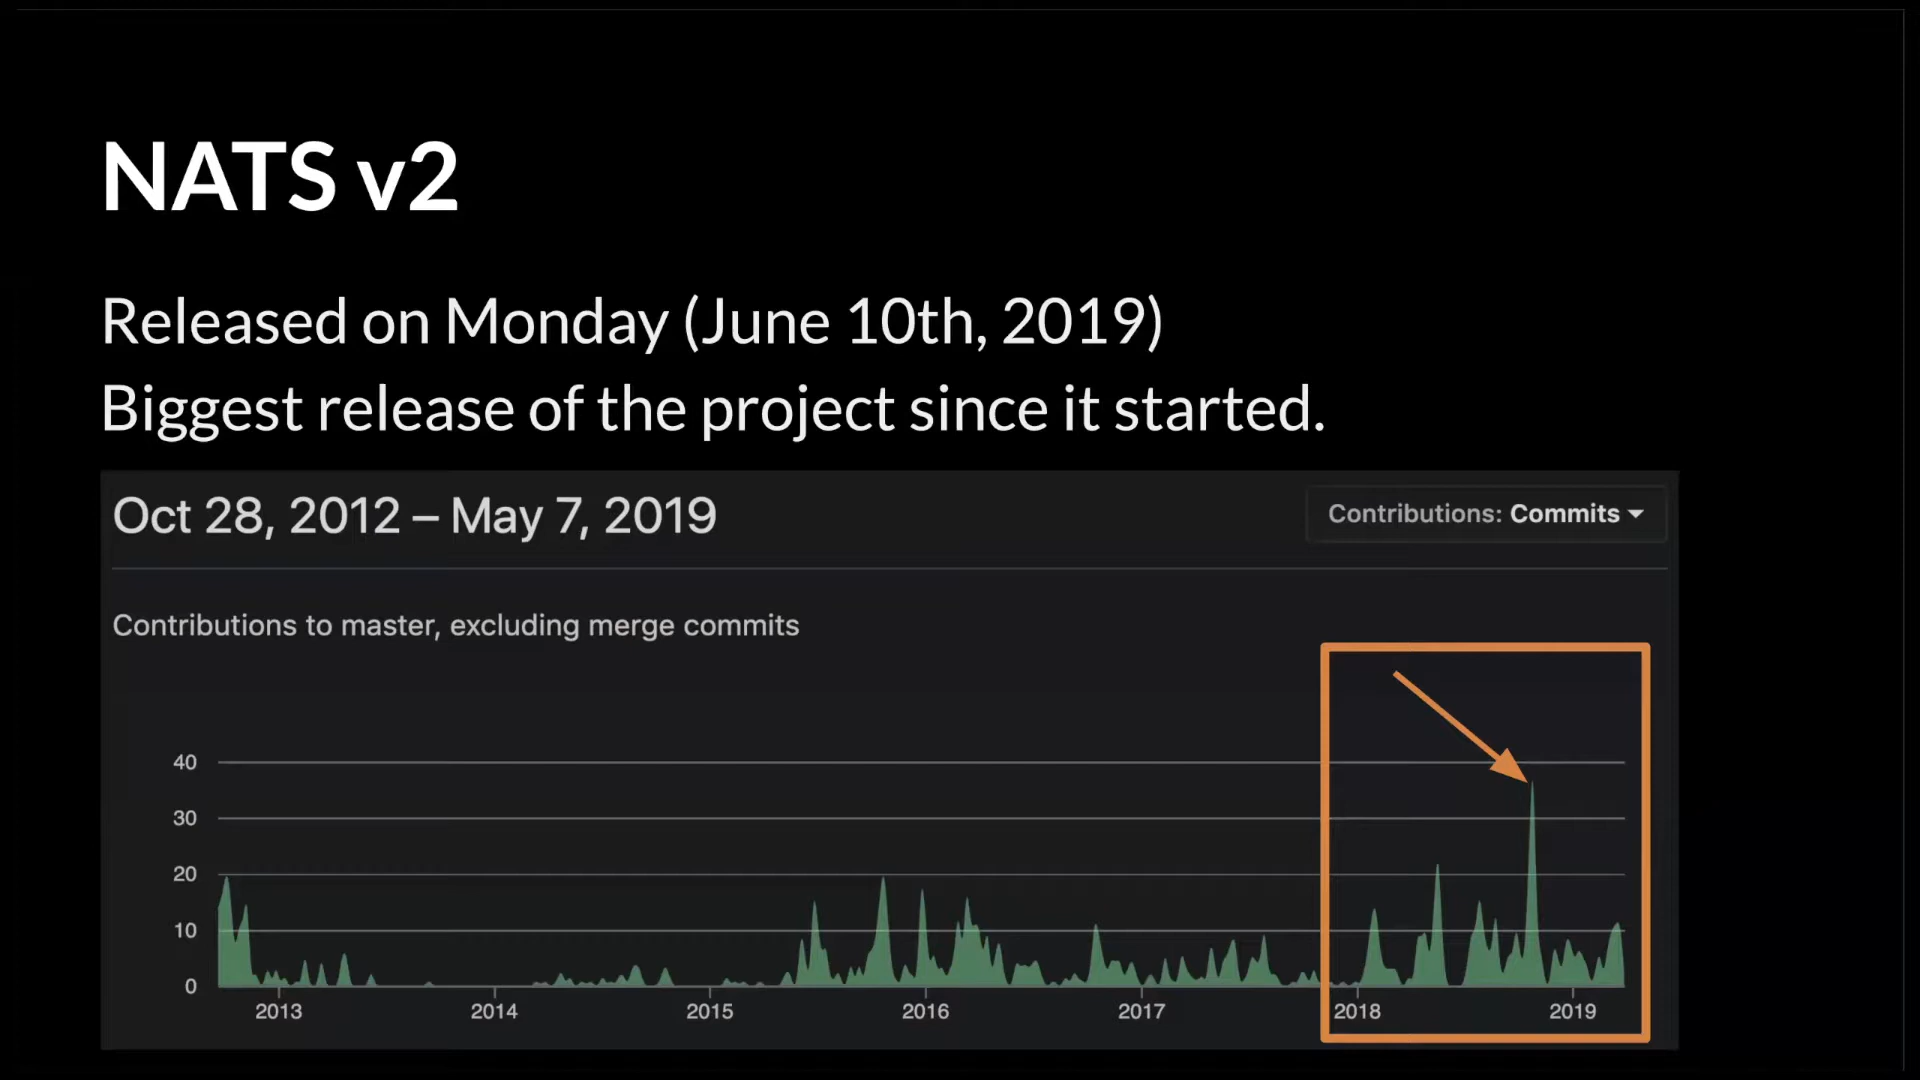 NATS v2
Released on Monday (June 10th, 2019)
Biggest release of the project since it started.
Oct 28, 2012 – May 7, 2019
Contributions: Commits
Contributions to master, excluding merge commits
40
30
20
10
0
2013 2014 2015 2016 2017 2018 2019